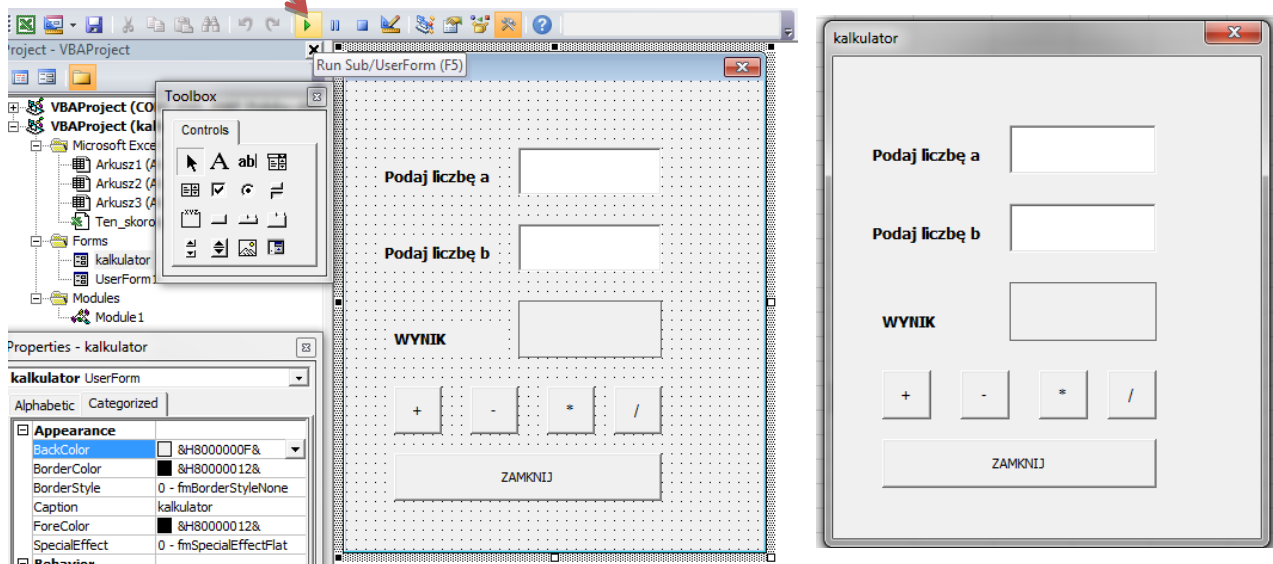 Project - VBAProject
Run Sub/UserForm (F5)
Toolbox
Controls
A
ab
XYZ
VBAProject (CO
VBAProject (kal
Microsoft Exce
Arkusz1 (A
Arkusz2 (A
Arkusz3 (A
Ten_skoro
Forms
kalkulator
UserForm1
Modules
Module1
Properties - kalkulator
kalkulator UserForm
Alphabetic Categorized
Appearance
BackColor &H8000000F&
BorderColor &H80000012&
BorderStyle 0 - fmBorderStyleNone
Caption kalkulator
ForeColor &H80000012&
SpecialEffect 0 - fmSpecialEffectFlat
Behavior
Podaj liczbę a
Podaj liczbę b
WYNIK
+ - * /
ZAMKNIJ
kalkulator
Podaj liczbę a
Podaj liczbę b
WYNIK
+ - * /
ZAMKNIJ